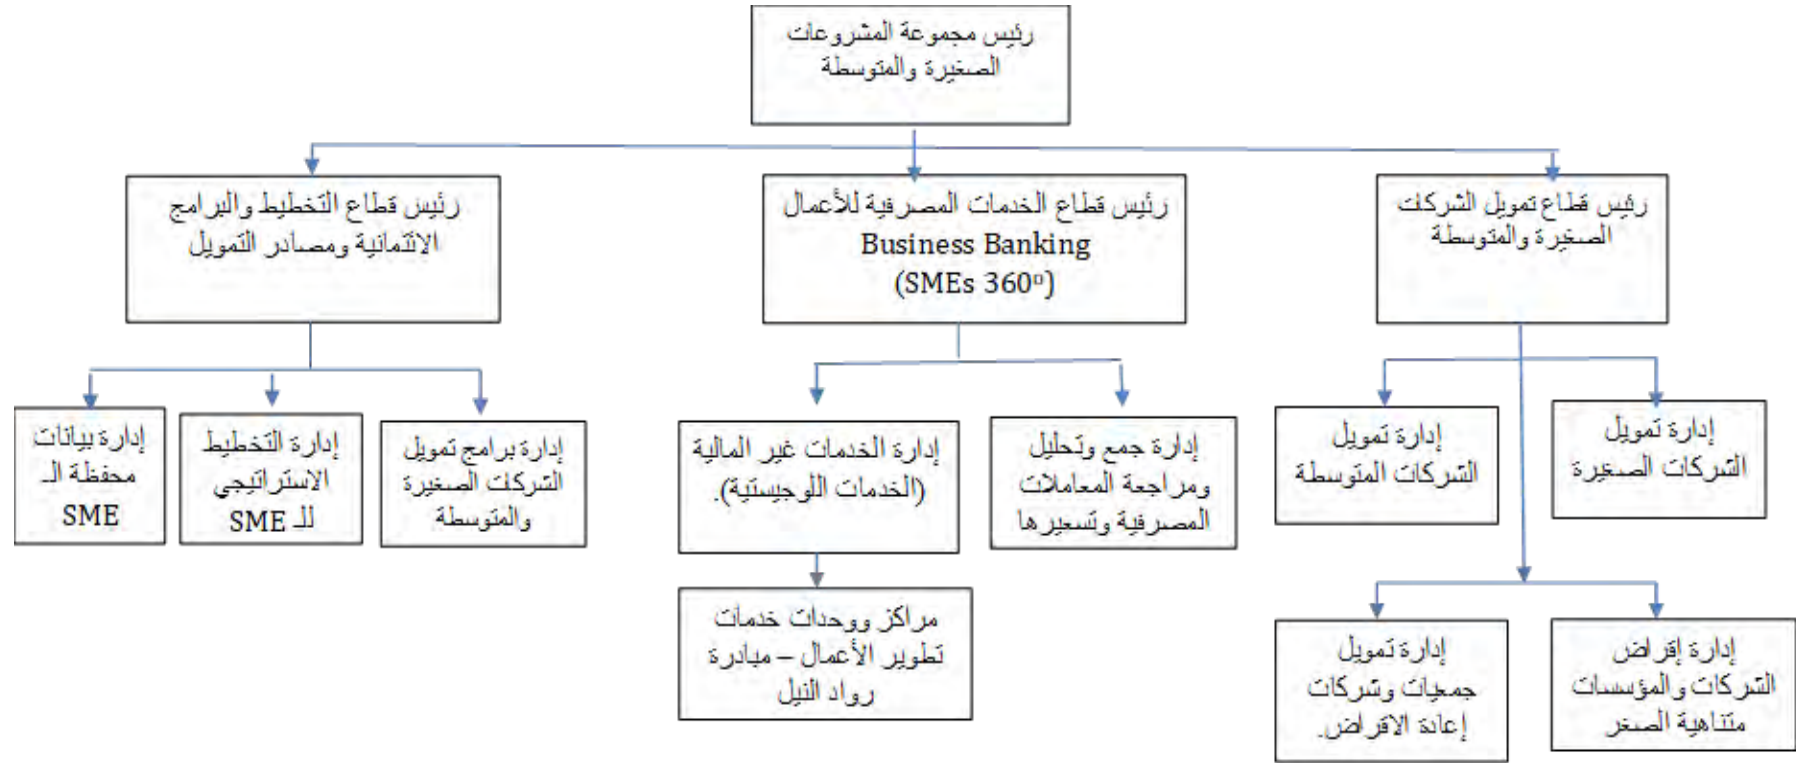 رئيس مجموعة المشروعات
الصغيرة والمتوسطة
رئيس قطاع تمويل الشركات
الصغيرة والمتوسطة
رئيس قطاع الخدمات المصرفية للأعمال
Business Banking
(SMEs 360º)
رئيس قطاع التخطيط والبرامج
الائتمانية ومصادر التمويل
إدارة تمويل
الشركات الصغيرة
إدارة تمويل
الشركات المتوسطة
إدارة إقراض
الشركات والمؤسسات
متناهية الصغر
إدارة تمويل
جمعيات وشركات
إعادة الاقراض.
إدارة جمع وتحليل
ومراجعة المعاملات
المصرفية وتسعيرها
إدارة الخدمات غير المالية
(الخدمات اللوجيستية).
مراكز ووحدات خدمات
تطوير الأعمال – مبادرة
رواد النيل
إدارة برامج تمويل
الشركات الصغيرة
والمتوسطة
إدارة التخطيط
الاستراتيجي
للـ SME
إدارة بيانات
محفظة الـ
SME